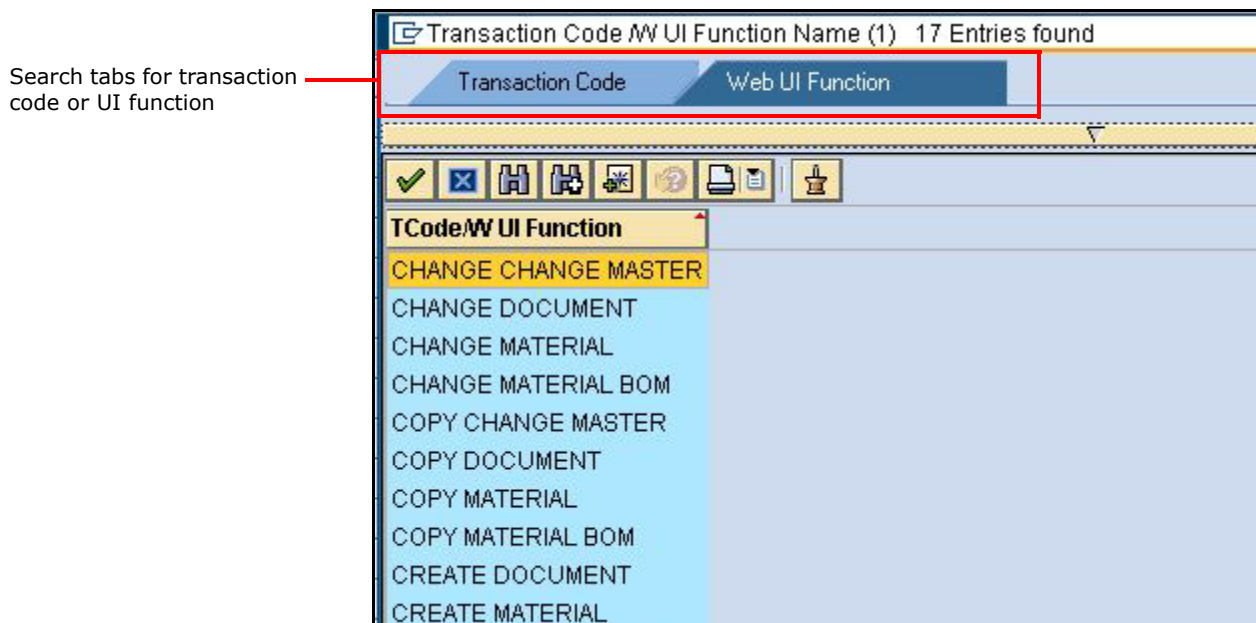 Transaction Code /W UI Function Name (1) 17 Entries found
Search tabs for transaction
code or UI function
Transaction Code
Web UI Function
TCode/W UI Function
CHANGE CHANGE MASTER
CHANGE DOCUMENT
CHANGE MATERIAL
CHANGE MATERIAL BOM
COPY CHANGE MASTER
COPY DOCUMENT
COPY MATERIAL
COPY MATERIAL BOM
CREATE DOCUMENT
CREATE MATERIAL